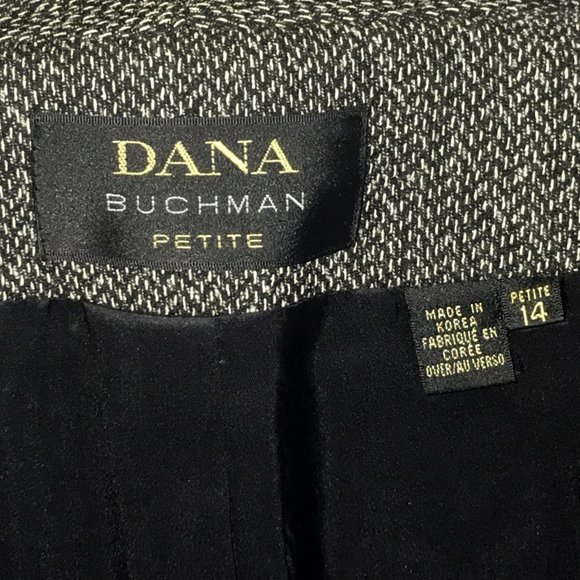 DANA
BUCHMAN
PETITE
PETITE
14
MADE IN
KOREA
FABRIQUÉ EN
CORÉE
OVER/AU VERSO